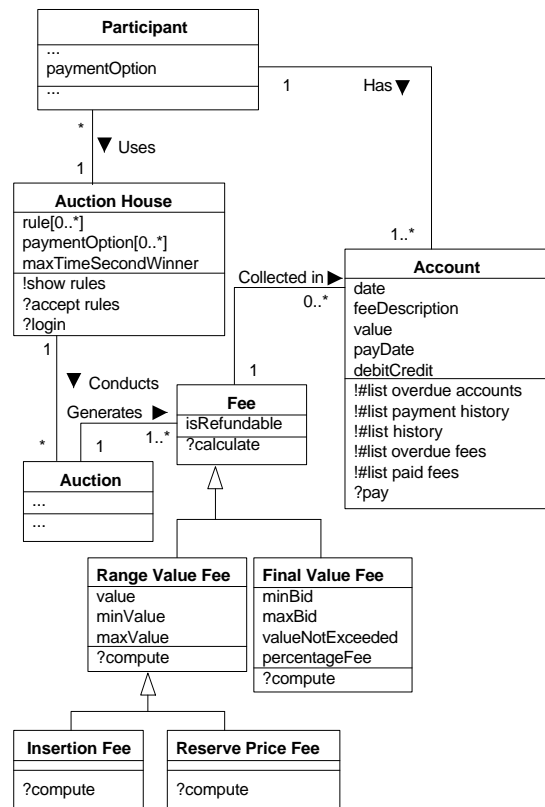 Participant
...
paymentOption
...
1
Has ▼
*
▼ Uses
1
Auction House
rule[0..*]
paymentOption[0..*]
maxTimeSecondWinner
!show rules
?accept rules
?login
1..*
Account
date
feeDescription
value
payDate
debitCredit
!#list overdue accounts
!#list payment history
!#list history
!#list overdue fees
!#list paid fees
?pay
Collected in ▶
0..*
1
1
▼ Conducts
Generates ▶
*
1
1..*
Fee
isRefundable
?calculate
Auction
...
...
Range Value Fee
value
minValue
maxValue
?compute
Final Value Fee
minBid
maxBid
valueNotExceeded
percentageFee
?compute
Insertion Fee
?compute
Reserve Price Fee
?compute